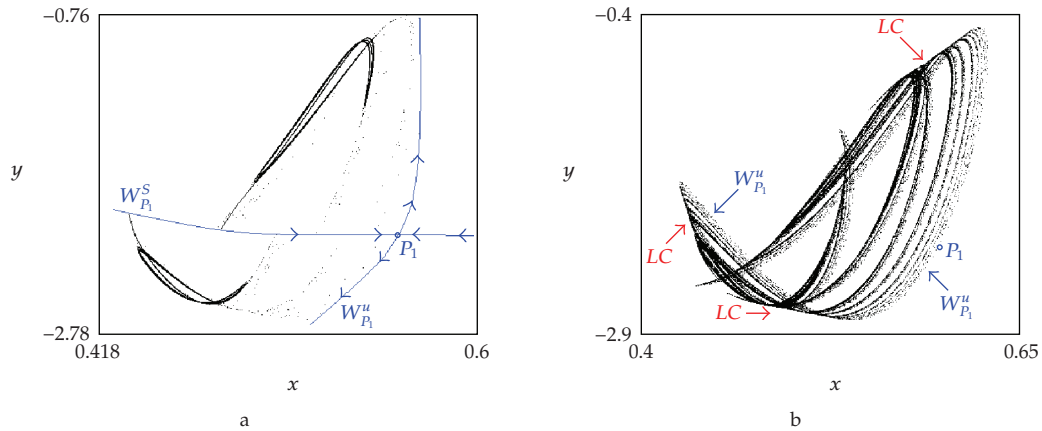 −0.76
y
W^S_{P_1}
P_1
W^u_{P_1}
−2.78
0.418
0.6
x
a
−0.4
LC
y
W^u_{P_1}
LC
P_1
W^u_{P_1}
LC
−2.9
0.4
0.65
x
b